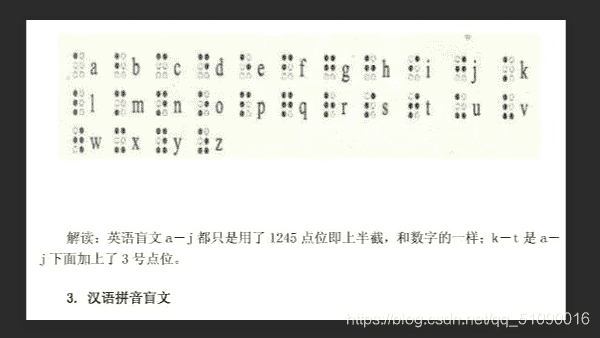 a b c d e f g h i j k
l m n o p q r s t u v
w x y z
解读：英语盲文 a－j 都只是用了 1245 点位即上半截，和数字的一样；k－t 是 a－
j 下面加上了 3 号点位。
3. 汉语拼音盲文
https://blog.csdn.net/qq_51090016